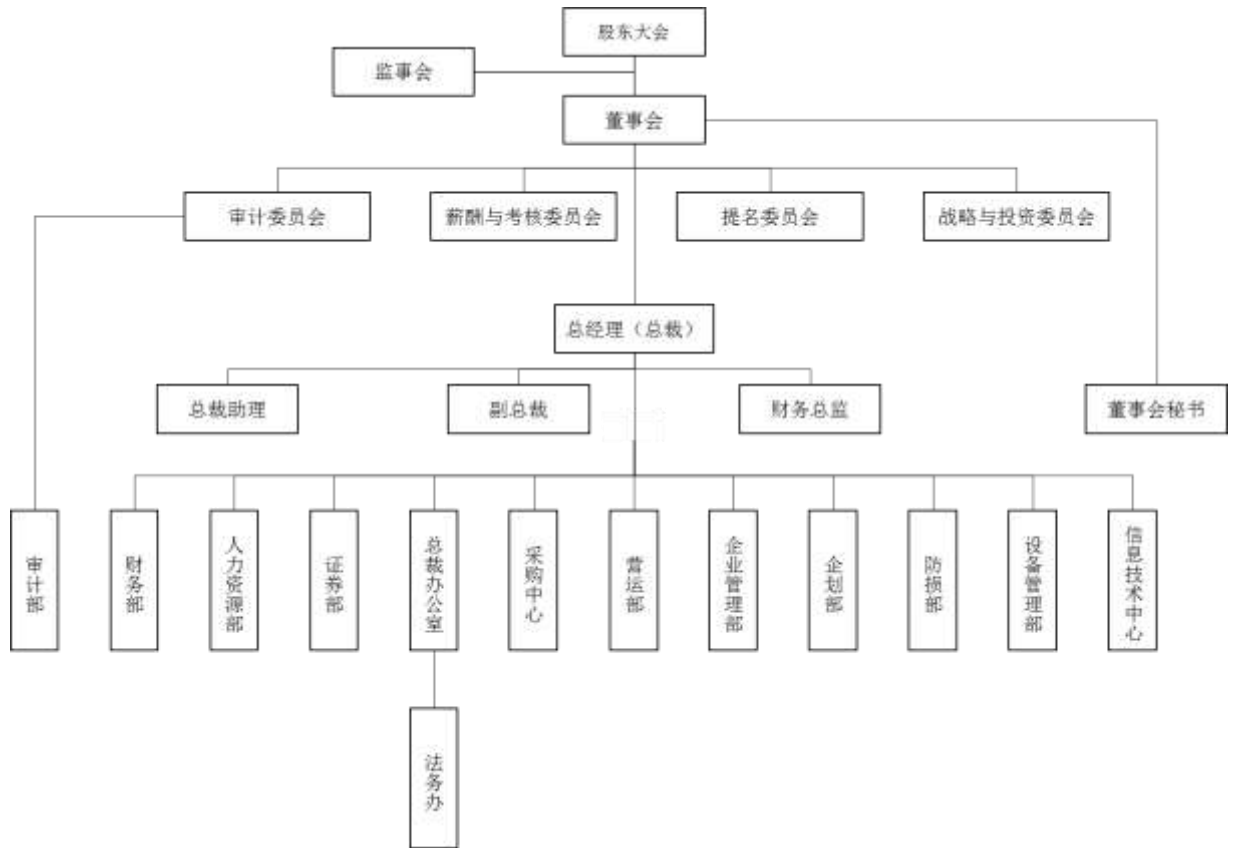 股东大会
监事会
董事会
审计委员会
薪酬与考核委员会
提名委员会
战略与投资委员会
总经理（总裁）
总裁助理
副总裁
财务总监
董事会秘书
审计部
财务部
人力资源部
证券部
总裁办公室
采购中心
营运部
企业管理部
企划部
防损部
设备管理部
信息技术中心
法务办